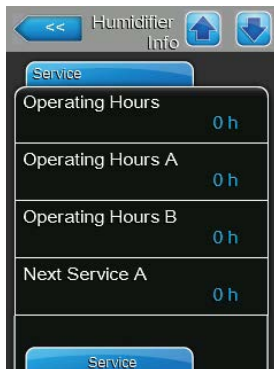 << Humidifier
Info
Service
Operating Hours
0 h
Operating Hours A
0 h
Operating Hours B
0 h
Next Service A
0 h
Service